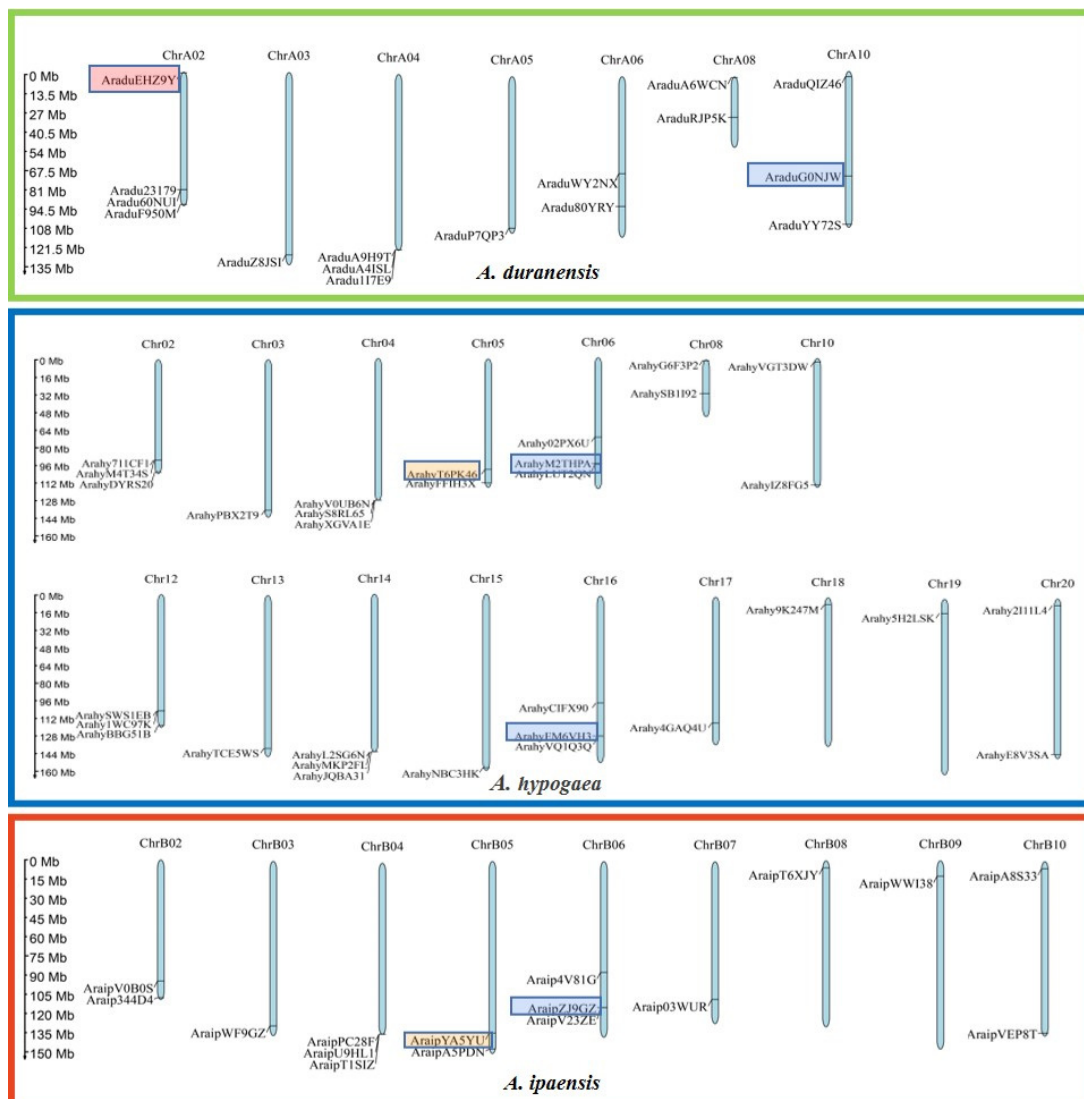 ChrA02 ChrA03 ChrA04 ChrA05 ChrA06 ChrA08 ChrA10
0 Mb
13.5 Mb
27 Mb
40.5 Mb
54 Mb
67.5 Mb
81 Mb
94.5 Mb
108 Mb
121.5 Mb
135 Mb
AraduEHZ9Y
Aradu23179
Aradu60NUI
AraduF950M
AraduZ8JSI
AraduA9H9T
AraduA4ISL
Aradu1I7E9
AraduP7QP3
AraduWY2NX
Aradu80YRY
AraduA6WCN
AraduRJP5K
AraduQIZ46
AraduG0NJW
AraduYY72S
A. duranensis
Chr02 Chr03 Chr04 Chr05 Chr06 Chr08 Chr10
0 Mb
16 Mb
32 Mb
48 Mb
64 Mb
80 Mb
96 Mb
112 Mb
128 Mb
144 Mb
160 Mb
Arahy711CF1
ArahyM4T34S
ArahyDYRS20
ArahyPBX2T9
ArahyV0UB6N
ArahyS8RL65
ArahyXGVA1E
ArahyT6PK46
ArahyFFIH3X
Arahy02PX6U
ArahyM2THPA
ArahyLUT2QN
ArahyG6F3P2
ArahySB1I92
ArahyVGT3DW
ArahyIZ8FG5
Chr12 Chr13 Chr14 Chr15 Chr16 Chr17 Chr18 Chr19 Chr20
0 Mb
16 Mb
32 Mb
48 Mb
64 Mb
80 Mb
96 Mb
112 Mb
128 Mb
144 Mb
160 Mb
ArahySWS1EB
Arahy1WC97K
ArahyBBG51B
ArahyTCE5WS
ArahyL2SG6N
ArahyMKP2FL
ArahyJQBA31
ArahyNBC3HK
ArahyCIFX90
ArahyEM6VH3
ArahyVQ1Q3Q
Arahy4GAQ4U
Arahy9K247M
Arahy5H2LSK
Arahy2I11L4
ArahyE8V3SA
A. hypogaea
ChrB02 ChrB03 ChrB04 ChrB05 ChrB06 ChrB07 ChrB08 ChrB09 ChrB10
0 Mb
15 Mb
30 Mb
45 Mb
60 Mb
75 Mb
90 Mb
105 Mb
120 Mb
135 Mb
150 Mb
AraipV0B0S
Araip344D4
AraipWF9GZ
AraipPC28F
AraipU9HL1
AraipT1SIZ
AraipYA5YU
AraipA5PDN
Araip4V81G
AraipZJ9GZ
AraipV23ZE
Araip03WUR
AraipT6XJY
AraipWWI38
AraipA8S33
AraipVEP8T
A. ipaensis